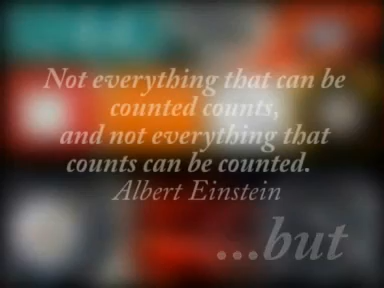 Not everything that can be
counted counts,
and not everything that
counts can be counted.
Albert Einstein
...but